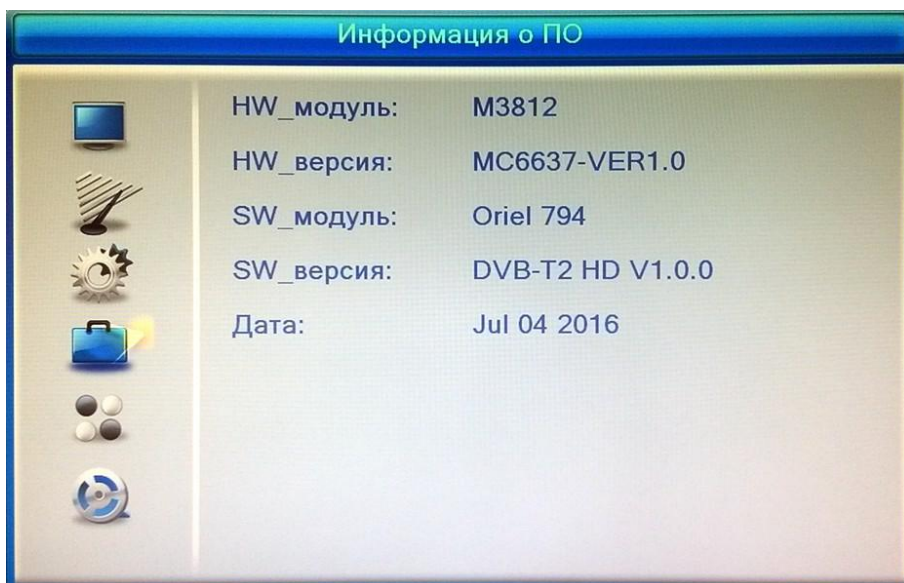 Информация о ПО
HW_модуль: M3812
HW_версия: MC6637-VER1.0
SW_модуль: Oriel 794
SW_версия: DVB-T2 HD V1.0.0
Дата: Jul 04 2016